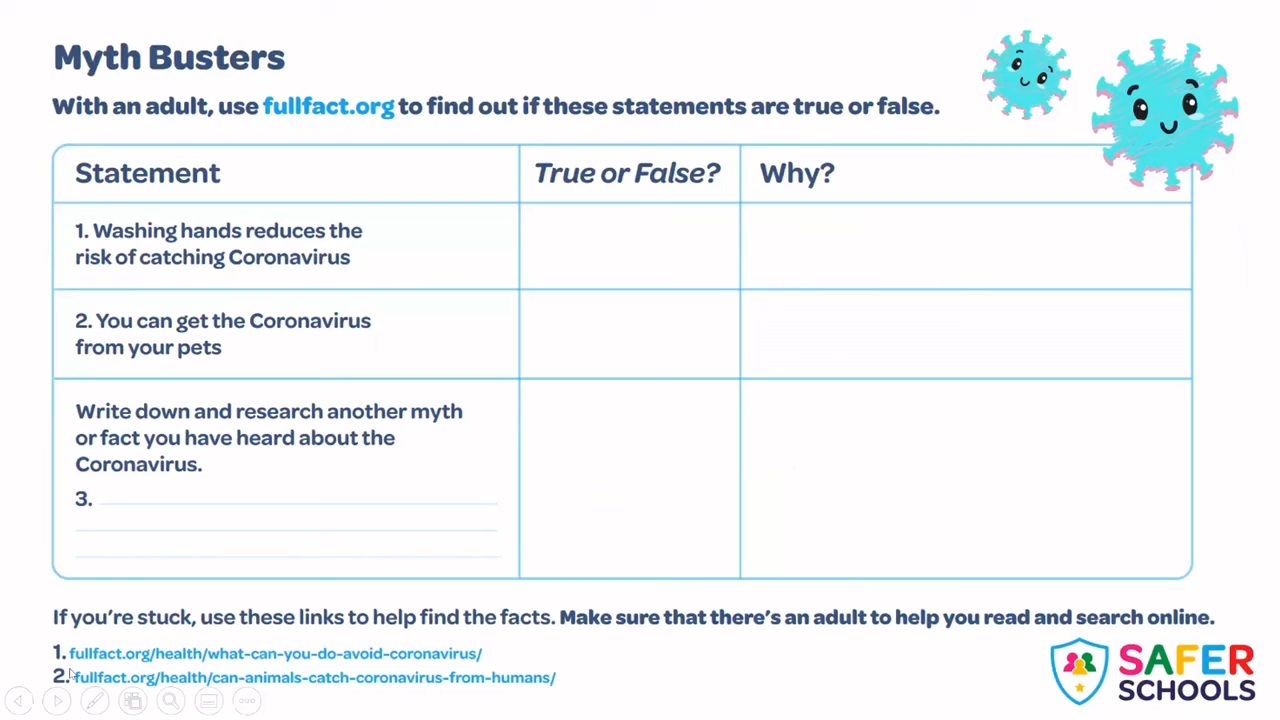 Myth Busters
With an adult, use fullfact.org to find out if these statements are true or false.
Statement True or False? Why?
1. Washing hands reduces the
risk of catching Coronavirus
2. You can get the Coronavirus
from your pets
Write down and research another myth
or fact you have heard about the
Coronavirus.
3.
If you're stuck, use these links to help find the facts. Make sure that there's an adult to help you read and search online.
1. fullfact.org/health/what-can-you-do-avoid-coronavirus/
2. fullfact.org/health/can-animals-catch-coronavirus-from-humans/
SAFER
SCHOOLS